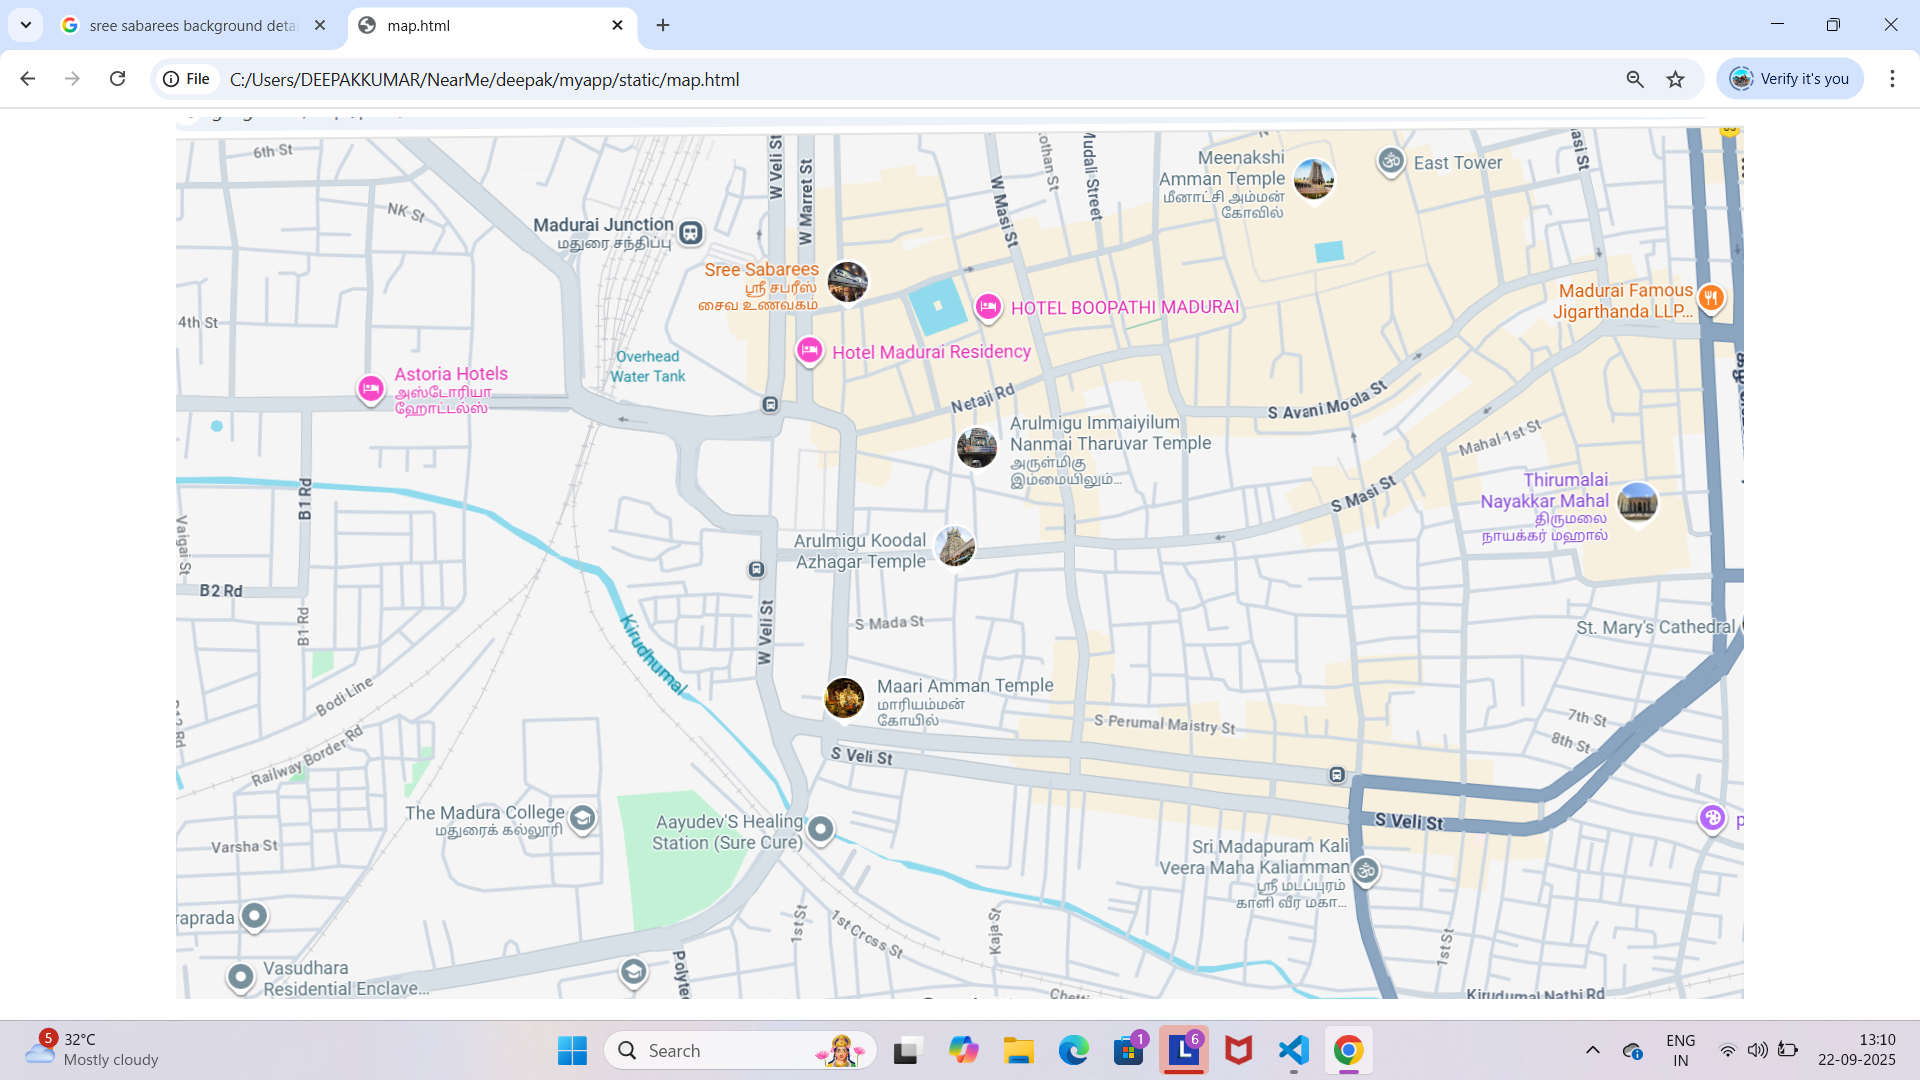 sree sabarees background deta
map.html
File
C:/Users/DEEPAKKUMAR/NearMe/deepak/myapp/static/map.html
Verify it's you
6th St
NK St
Madurai Junction
மதுரை சந்திப்பு
W Veli St
W Marret St
W Masi St
Mudali Street
Meenakshi
Amman Temple
மீனாட்சி அம்மன்
கோவில்
East Tower
Sree Sabarees
ஸ்ரீ சபரீஸ்
சைவ உணவகம்
HOTEL BOOPATHI MADURAI
Madurai Famous
Jigarthanda LLP...
4th St
Overhead
Water Tank
Hotel Madurai Residency
Astoria Hotels
அஸ்டோரியா
ஹோட்டல்ஸ்
Netaji Rd
S Avani Moola St
Arulmigu Immaiyilum
Nanmai Tharuvar Temple
அருள்மிகு
இம்மையிலும்...
Mahal 1st St
B1 Rd
S Masi St
Thirumalai
Nayakkar Mahal
திருமலை
நாயக்கர் மஹால்
Vaigai St
Arulmigu Koodal
Azhagar Temple
B2 Rd
B1 Rd
Kirudhumal
W Veli St
S Mada St
St. Mary's Cathedral
Bodi Line
Maari Amman Temple
மாரியம்மன்
கோயில்
S Perumal Maistry St
7th St
8th St
Railway Border Rd
S Veli St
The Madura College
மதுரைக் கல்லூரி
Aayudev'S Healing
Station (Sure Cure)
S Veli St
p
Varsha St
Sri Madapuram Kali
Veera Maha Kaliamman
ஸ்ரீ மடப்புரம்
காளி வீர மகா...
raprada
1st St
1st Cross St
Kaja St
1st St
Vasudhara
Residential Enclave...
Polytec
Chetti
Kirudumal Nathi Rd
5
32°C
Mostly cloudy
Search
1
L
6
ENG
IN
13:10
22-09-2025